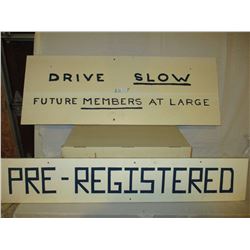 DRIVE SLOW
FUTURE MEMBERS AT LARGE
PRE-REGISTERED